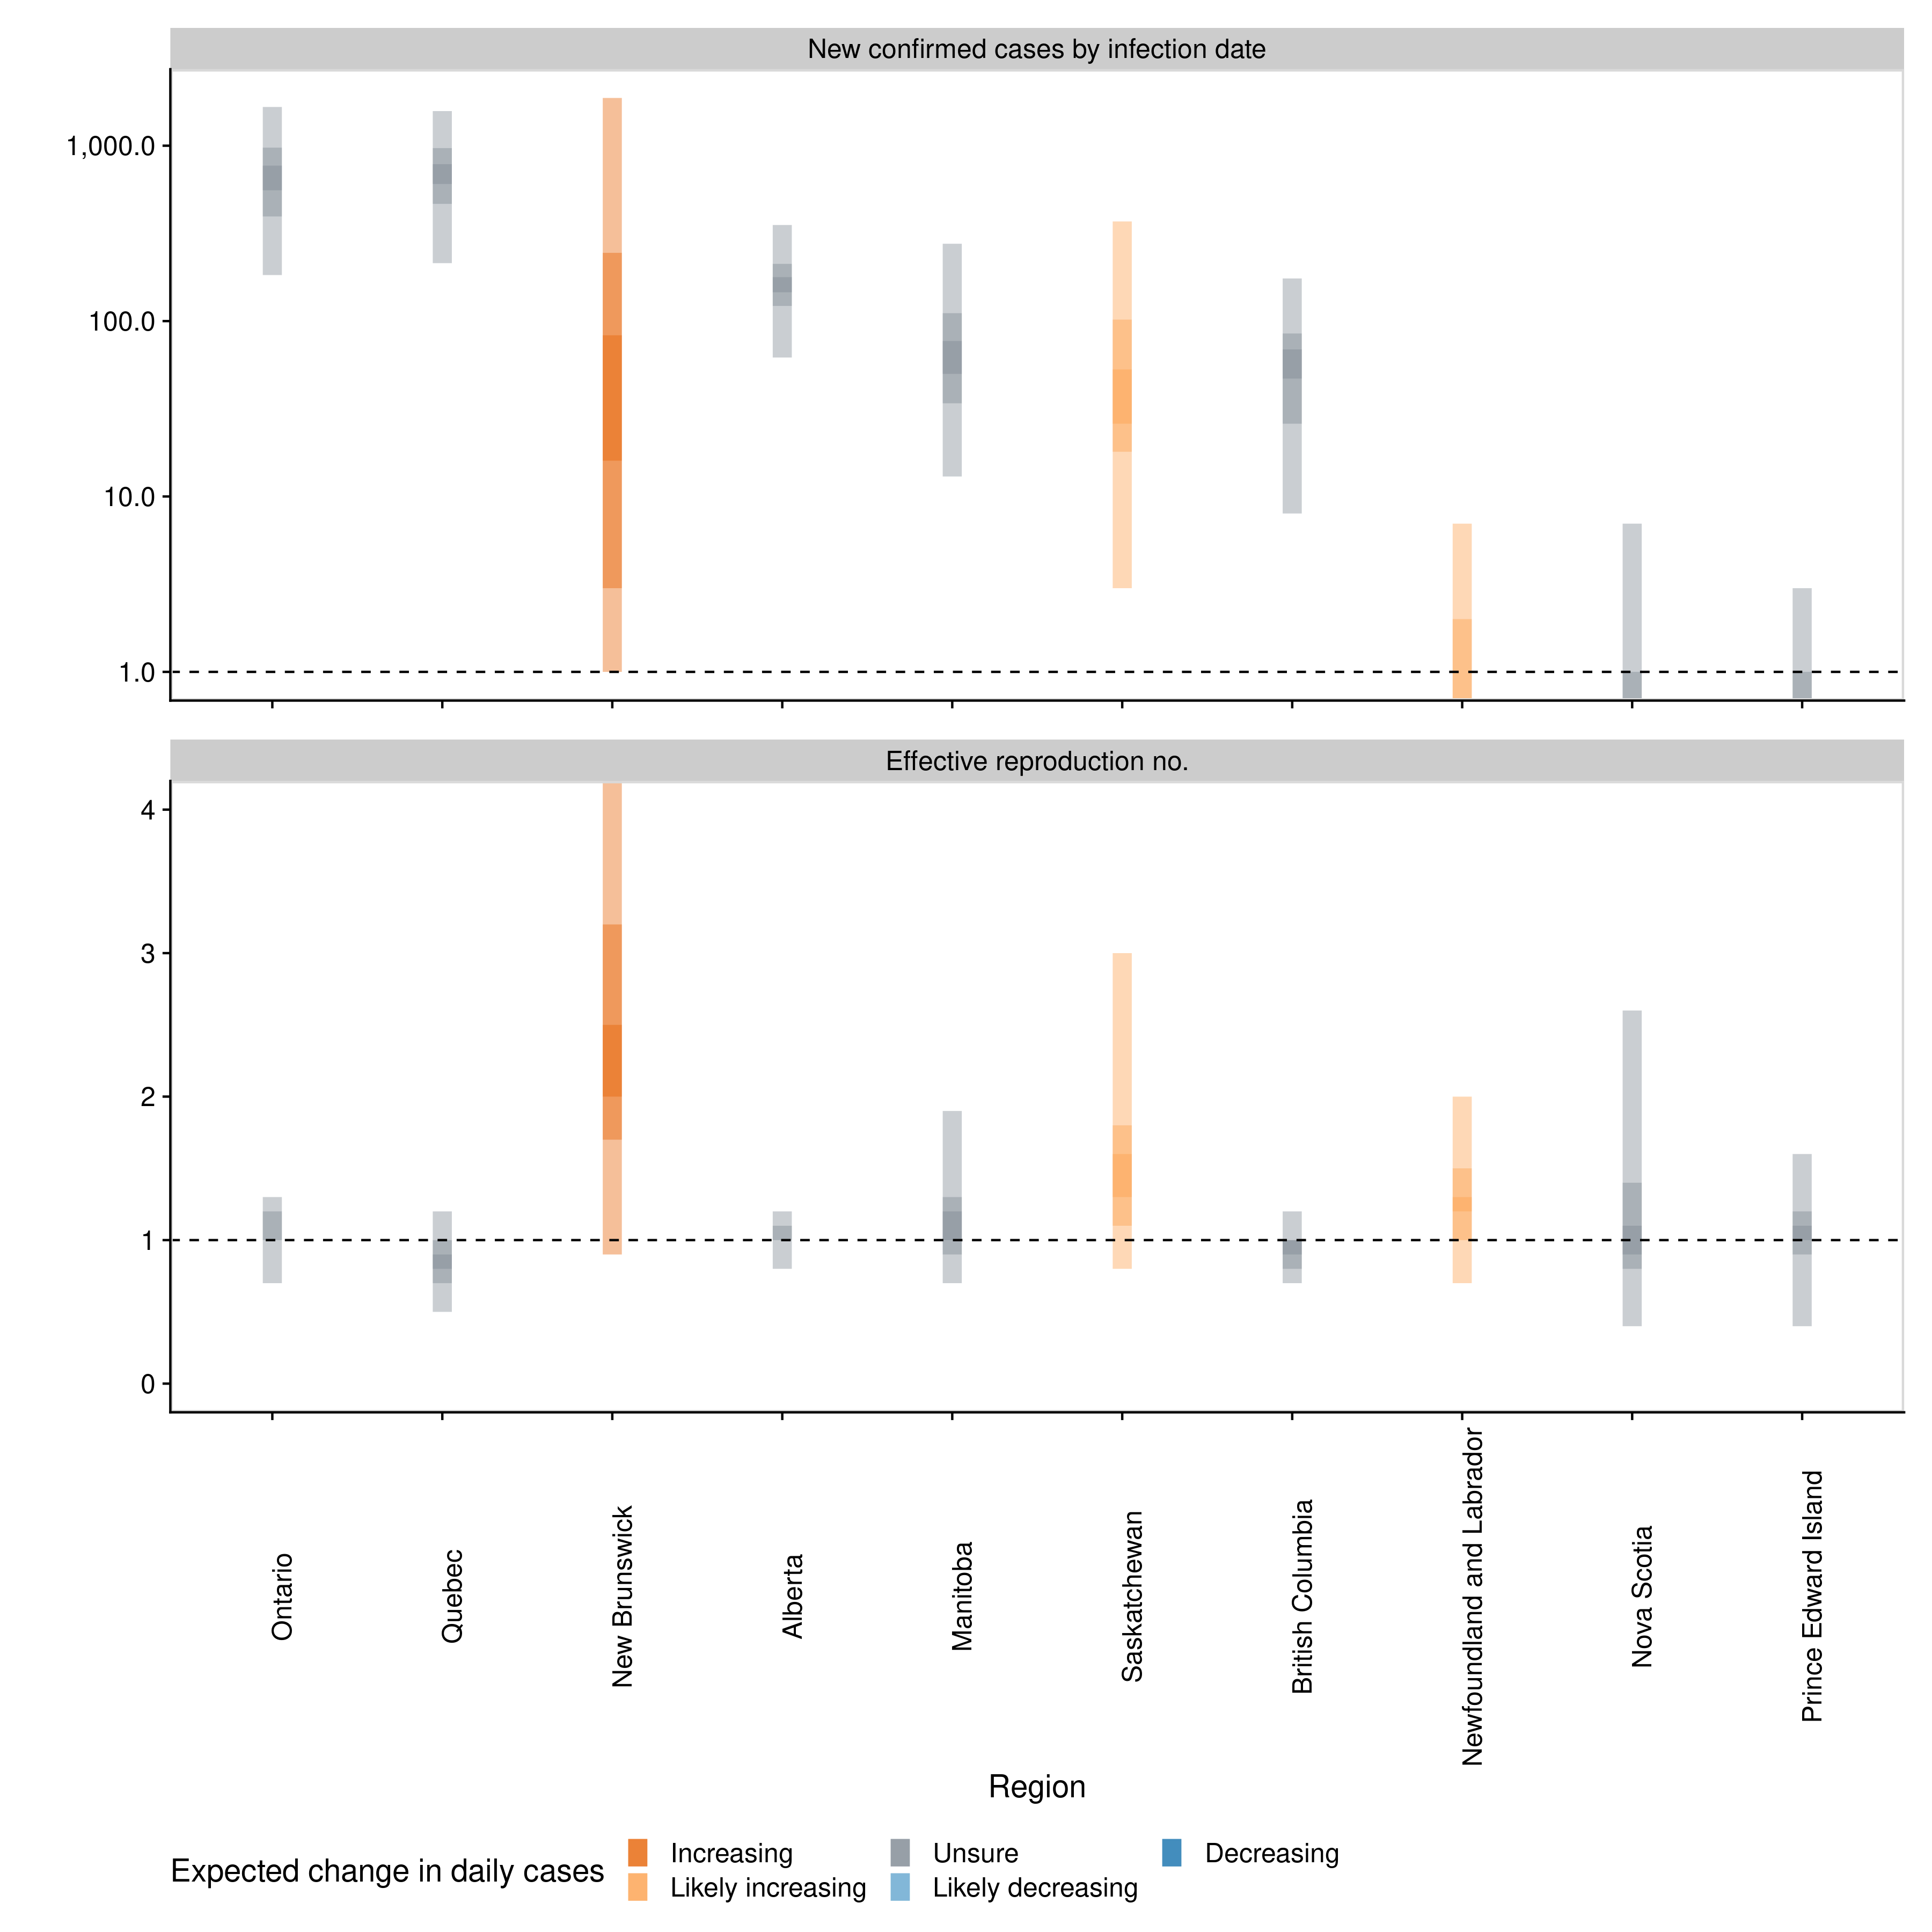 New confirmed cases by infection date
1,000.0
100.0
10.0
1.0
Effective reproduction no.
4
3
2
1
0
Ontario
Quebec
New Brunswick
Alberta
Manitoba
Saskatchewan
British Columbia
Newfoundland and Labrador
Nova Scotia
Prince Edward Island
Region
Expected change in daily cases
Increasing
Likely increasing
Unsure
Likely decreasing
Decreasing